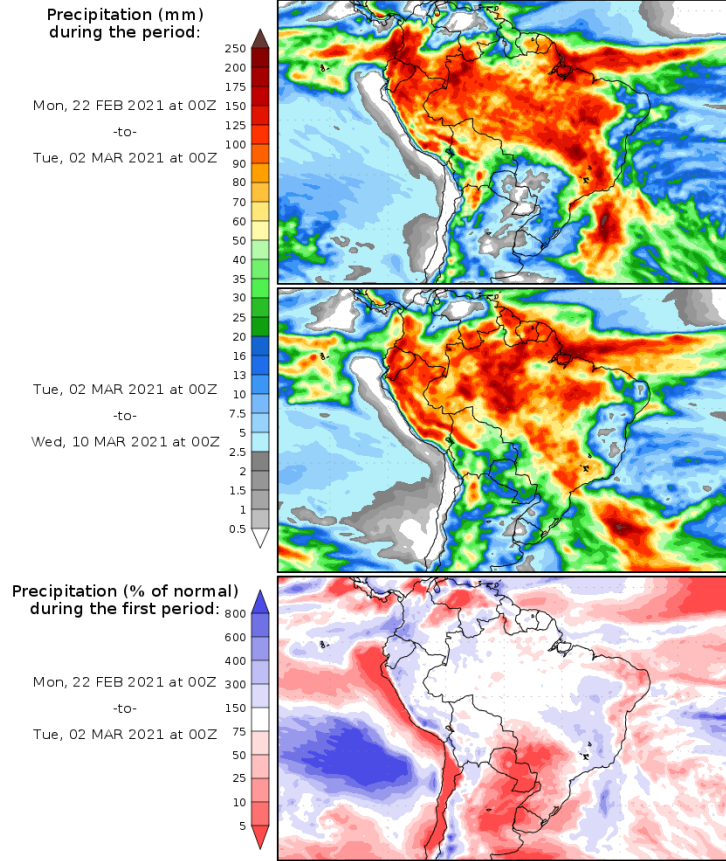 Precipitation (mm)
during the period:
250
200
175
150
125
100
90
80
70
60
50
40
35
30
25
20
16
13
10
7.5
5
2.5
2
1.5
1
0.5
Mon, 22 FEB 2021 at 00Z
-to-
Tue, 02 MAR 2021 at 00Z
Tue, 02 MAR 2021 at 00Z
-to-
Wed, 10 MAR 2021 at 00Z
Precipitation (% of normal)
during the first period:
800
600
400
300
150
75
50
25
10
5
Mon, 22 FEB 2021 at 00Z
-to-
Tue, 02 MAR 2021 at 00Z